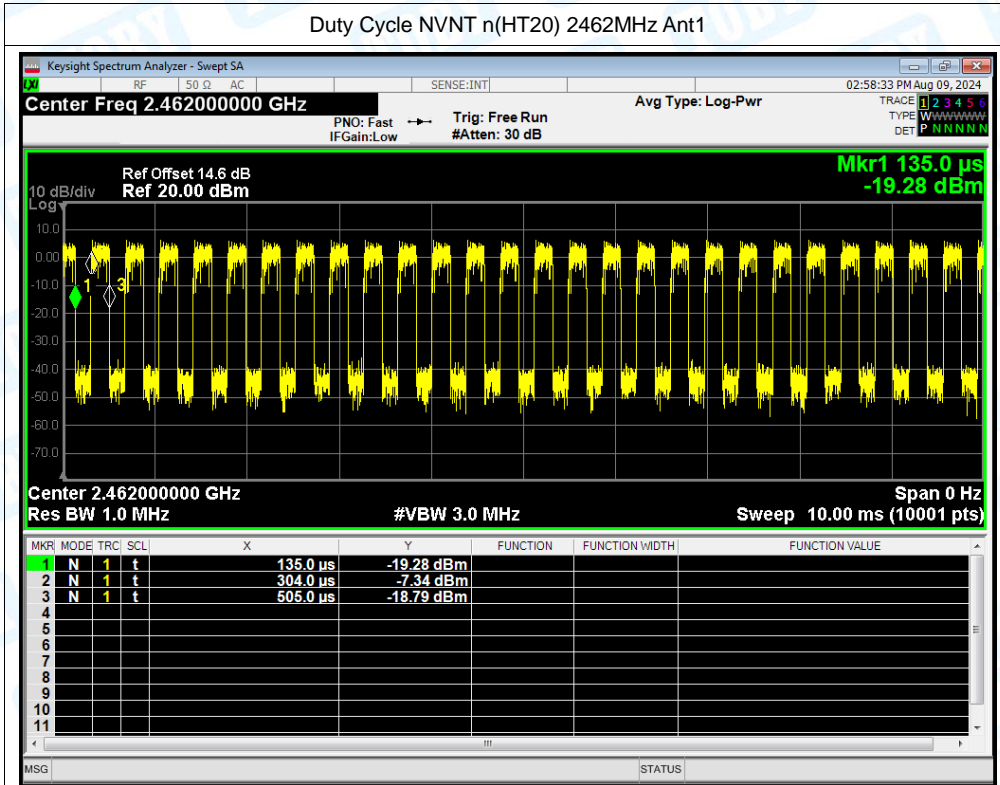 Duty Cycle NVNT n(HT20) 2462MHz Ant1
Keysight Spectrum Analyzer - Swept SA
LXI RF 50 Ω AC SENSE:INT 02:58:33 PM Aug 09, 2024
Center Freq 2.462000000 GHz Avg Type: Log-Pwr TRACE 1 2 3 4 5 6
PNO: Fast Trig: Free Run TYPE WWWWWW
IFGain:Low #Atten: 30 dB DET P N N N N N
Mkr1 135.0 µs
Ref Offset 14.6 dB
10 dB/div Ref 20.00 dBm -19.28 dBm
Log
10.0
0.00
-10.0
-20.0
-30.0
-40.0
-50.0
-60.0
-70.0
1 3
Center 2.462000000 GHz Span 0 Hz
Res BW 1.0 MHz #VBW 3.0 MHz Sweep 10.00 ms (10001 pts)
MKR MODE TRC SCL X Y FUNCTION FUNCTION WIDTH FUNCTION VALUE
1 N 1 t 135.0 µs -19.28 dBm
2 N 1 t 304.0 µs -7.34 dBm
3 N 1 t 505.0 µs -18.79 dBm
4
5
6
7
8
9
10
11
MSG STATUS